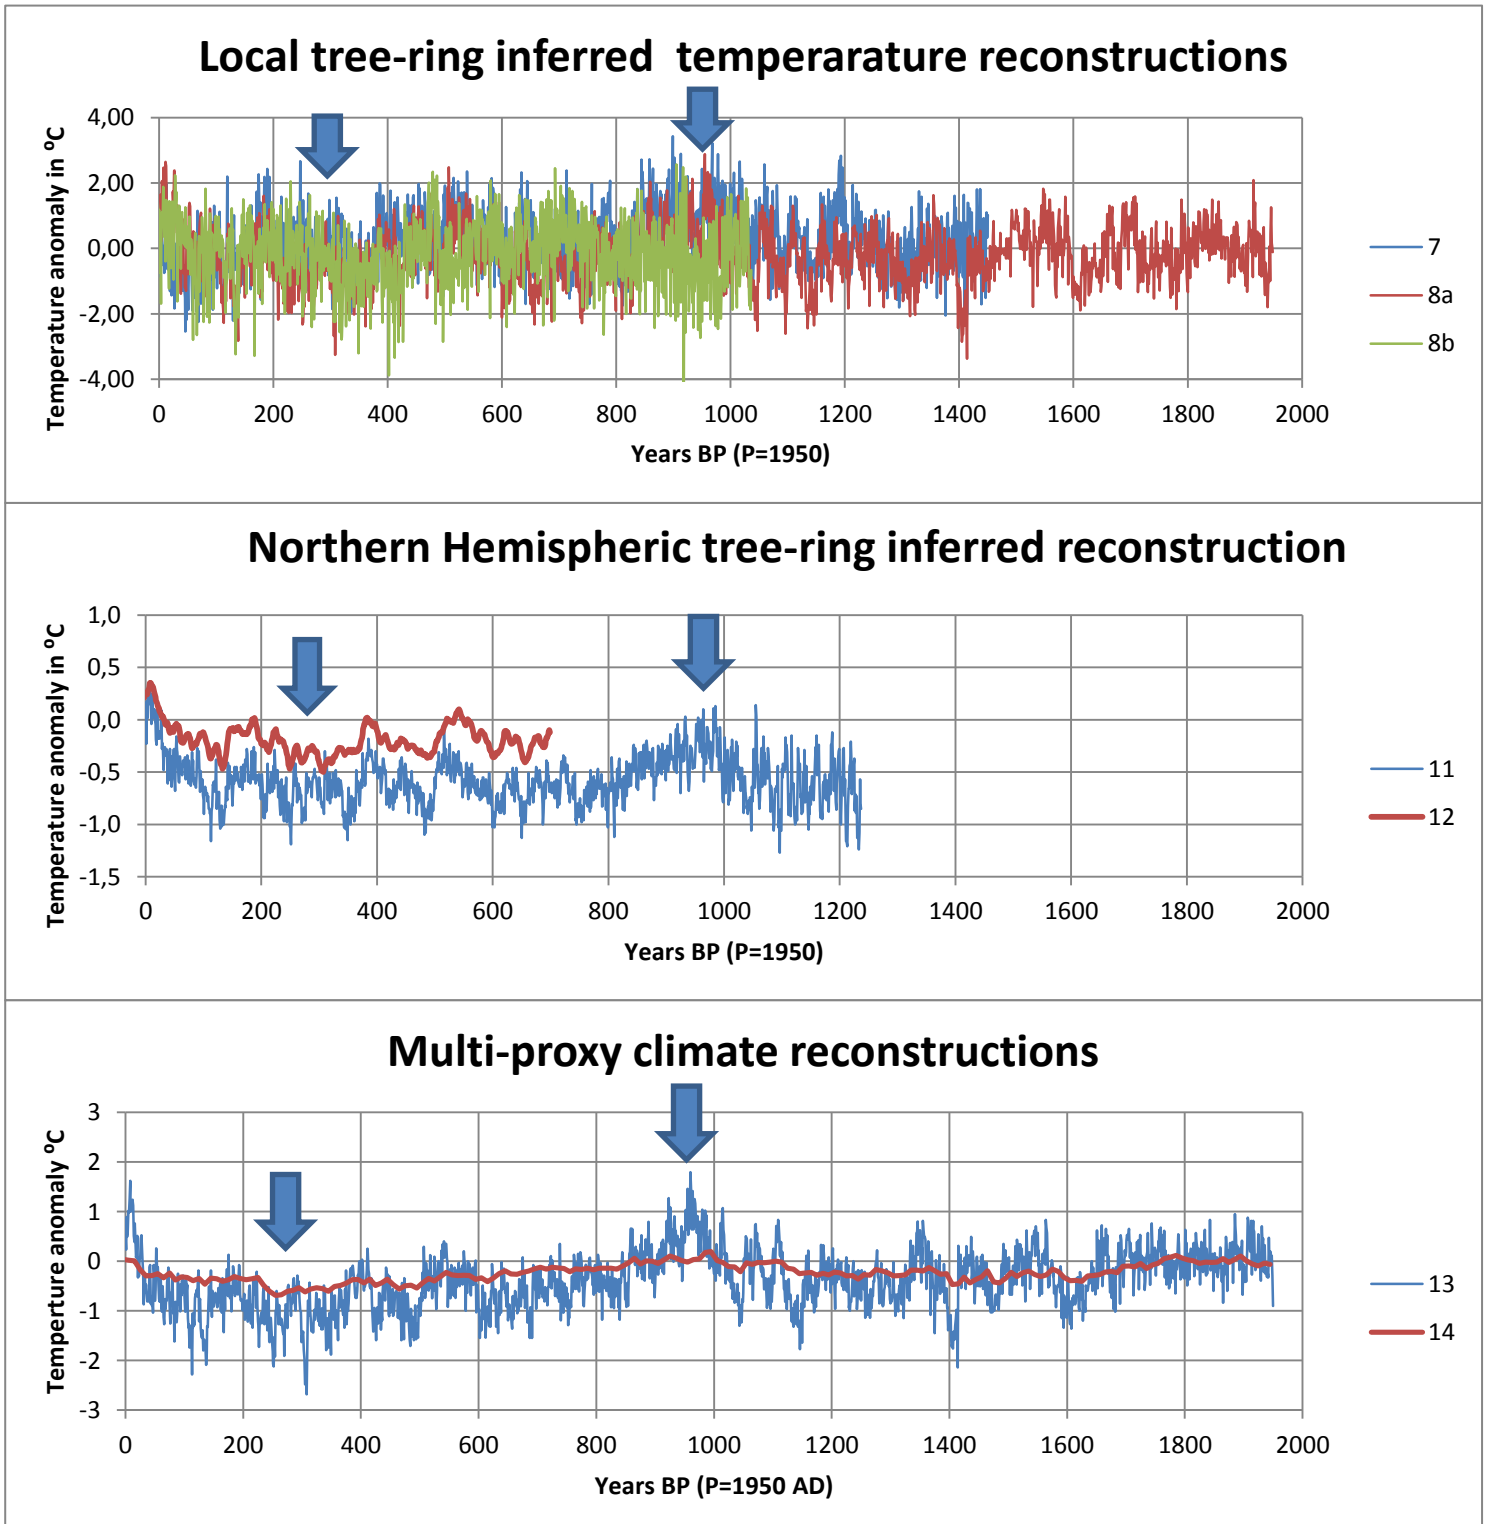 Local tree-ring inferred  temperarature reconstructions
Temperature anomaly in ⁰C
4,00
2,00
0,00
-2,00
-4,00
0 200 400 600 800 1000 1200 1400 1600 1800 2000
Years BP (P=1950)
7
8a
8b
Northern Hemispheric tree-ring inferred reconstruction
Temperature anomaly in ⁰C
1,0
0,5
0,0
-0,5
-1,0
-1,5
0 200 400 600 800 1000 1200 1400 1600 1800 2000
Years BP (P=1950)
11
12
Multi-proxy climate reconstructions
Temperture anomaly ⁰C
3
2
1
0
-1
-2
-3
0 200 400 600 800 1000 1200 1400 1600 1800 2000
Years BP (P=1950 AD)
13
14